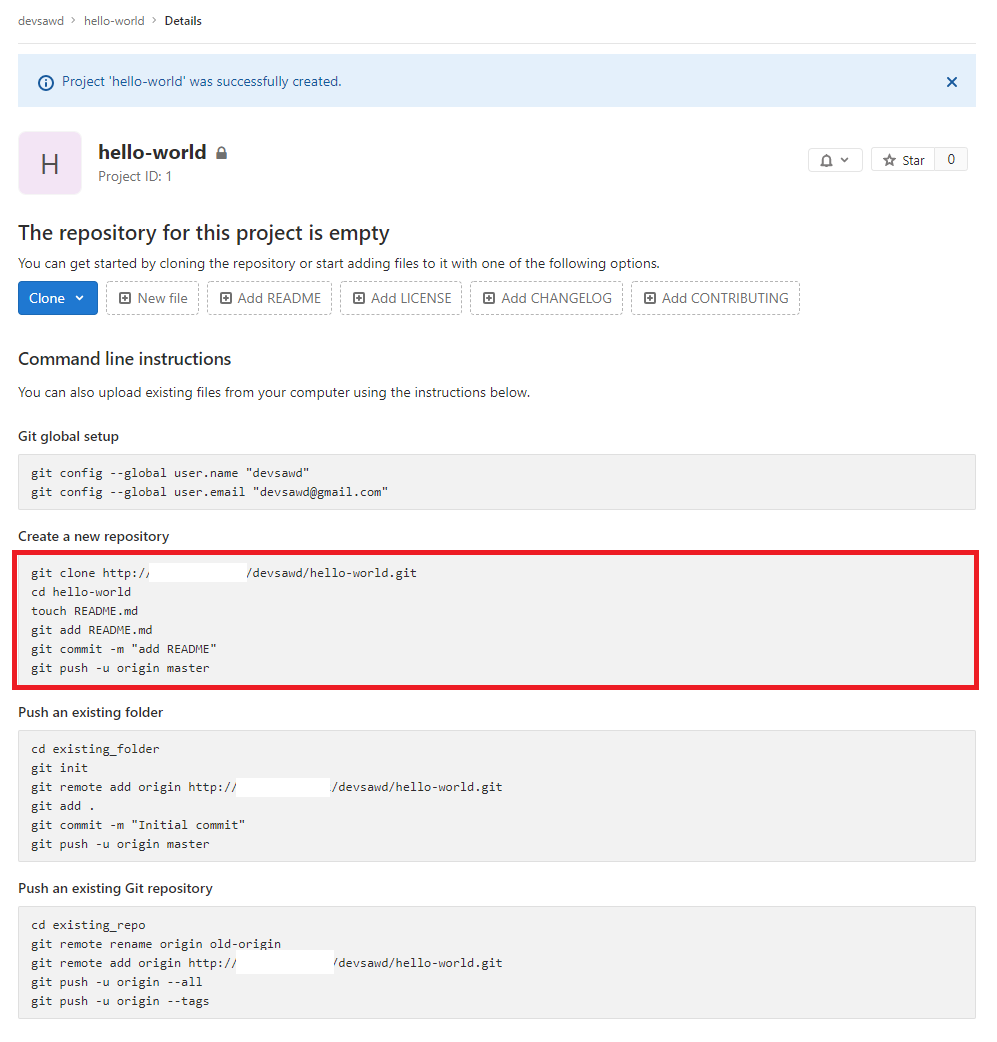 devsawd > hello-world > Details
Project 'hello-world' was successfully created.
H
hello-world
Project ID: 1
Star 0
The repository for this project is empty
You can get started by cloning the repository or start adding files to it with one of the following options.
Clone New file Add README Add LICENSE Add CHANGELOG Add CONTRIBUTING
Command line instructions
You can also upload existing files from your computer using the instructions below.
Git global setup
git config --global user.name "devsawd"
git config --global user.email "devsawd@gmail.com"
Create a new repository
git clone http:// /devsawd/hello-world.git
cd hello-world
touch README.md
git add README.md
git commit -m "add README"
git push -u origin master
Push an existing folder
cd existing_folder
git init
git remote add origin http:// /devsawd/hello-world.git
git add .
git commit -m "Initial commit"
git push -u origin master
Push an existing Git repository
cd existing_repo
git remote rename origin old-origin
git remote add origin http:// /devsawd/hello-world.git
git push -u origin --all
git push -u origin --tags